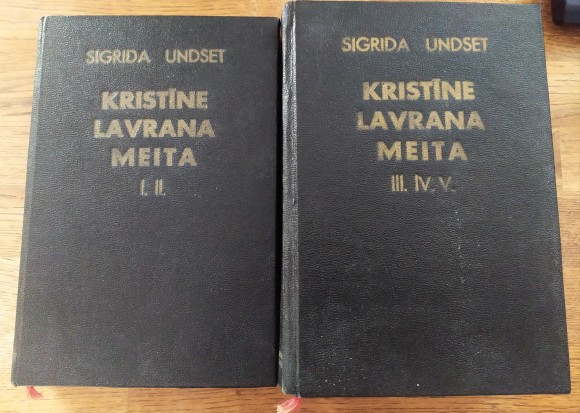 SIGRIDA UNDSET
KRISTĪNE
LAVRANA
MEITA
I. II.
SIGRIDA UNDSET
KRISTĪNE
LAVRANA
MEITA
III. IV. V.